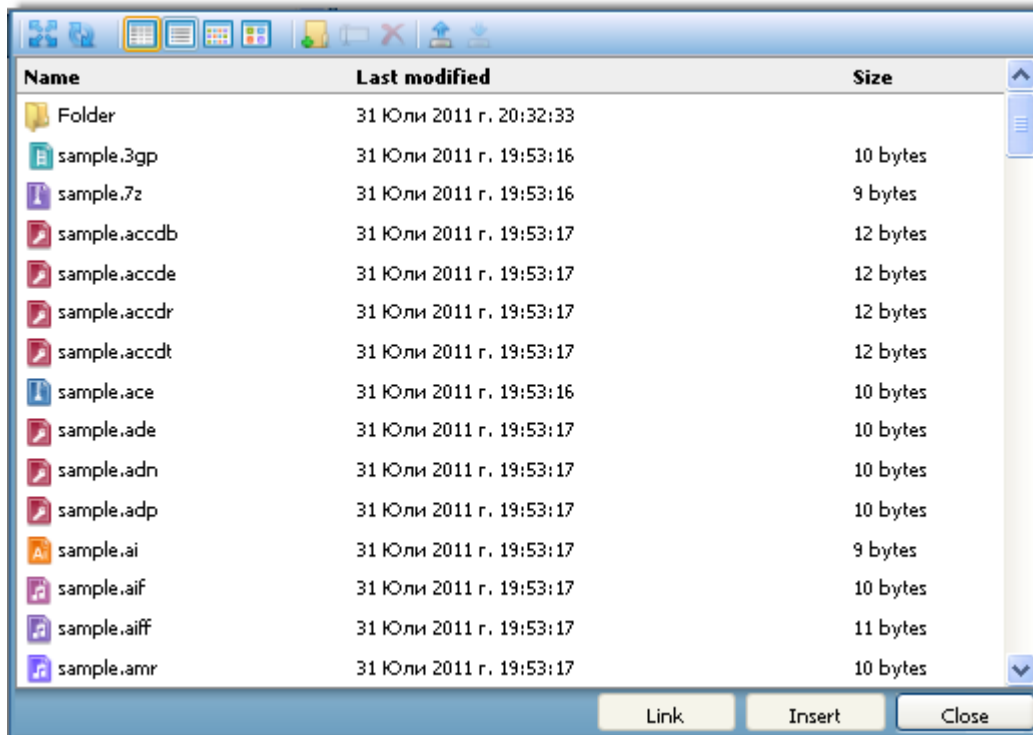 Name Last modified Size
Folder 31 Юли 2011 г. 20:32:33
sample.3gp 31 Юли 2011 г. 19:53:16 10 bytes
sample.7z 31 Юли 2011 г. 19:53:16 9 bytes
sample.accdb 31 Юли 2011 г. 19:53:17 12 bytes
sample.accde 31 Юли 2011 г. 19:53:17 12 bytes
sample.accdr 31 Юли 2011 г. 19:53:17 12 bytes
sample.accdt 31 Юли 2011 г. 19:53:17 12 bytes
sample.ace 31 Юли 2011 г. 19:53:16 10 bytes
sample.ade 31 Юли 2011 г. 19:53:17 10 bytes
sample.adn 31 Юли 2011 г. 19:53:17 10 bytes
sample.adp 31 Юли 2011 г. 19:53:17 10 bytes
Ai sample.ai 31 Юли 2011 г. 19:53:17 9 bytes
sample.aif 31 Юли 2011 г. 19:53:17 10 bytes
sample.aiff 31 Юли 2011 г. 19:53:17 11 bytes
sample.amr 31 Юли 2011 г. 19:53:17 10 bytes
Link Insert Close